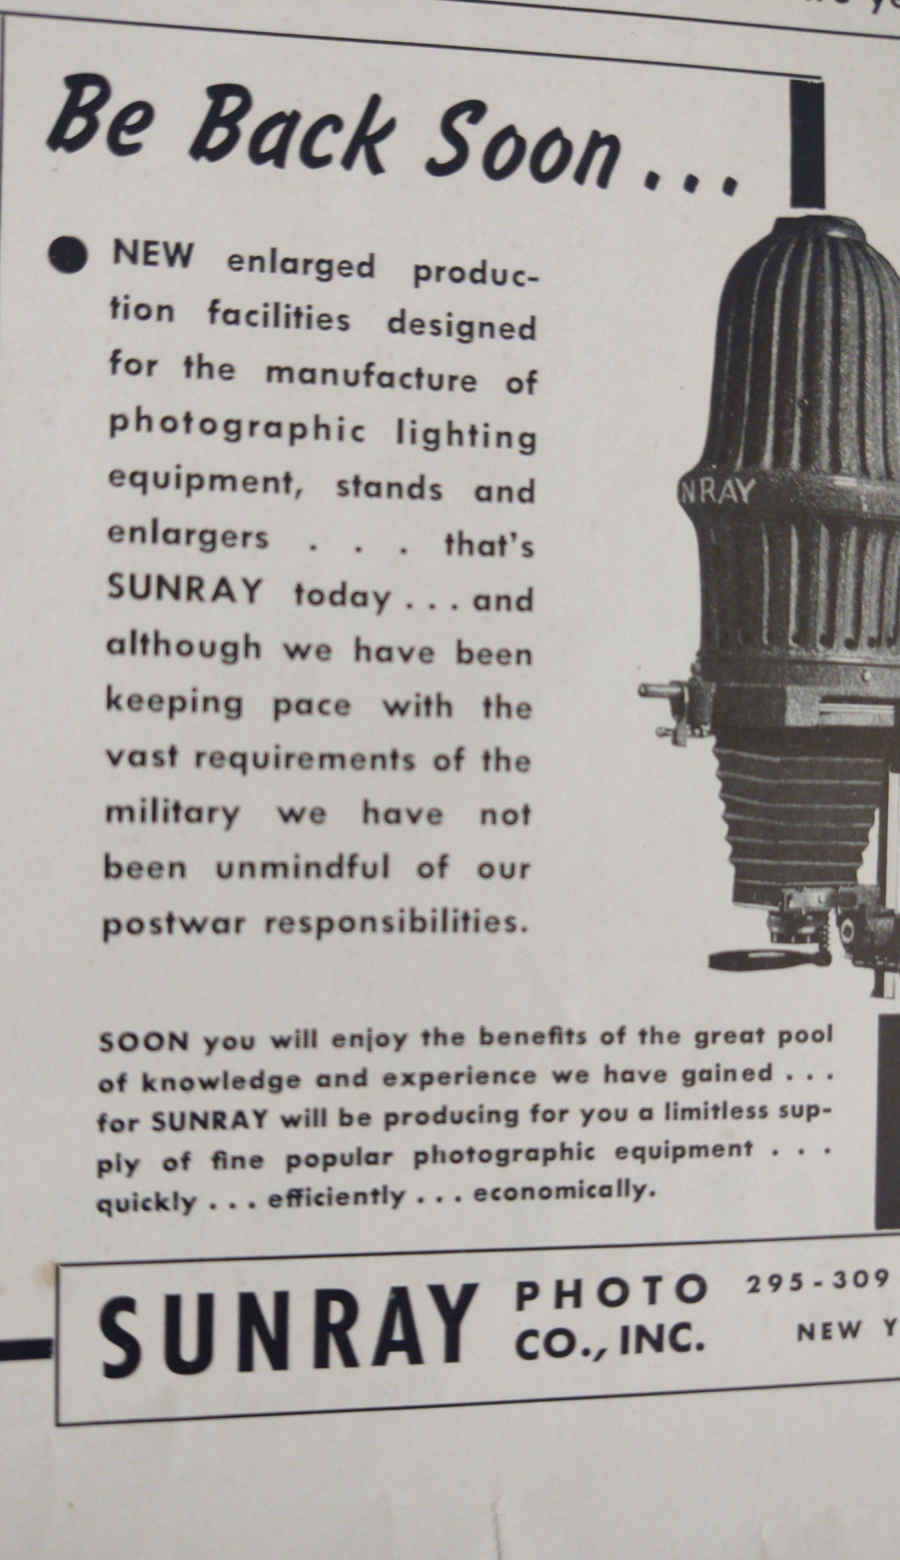 Be Back Soon...
● NEW enlarged produc-
tion facilities designed
for the manufacture of
photographic lighting
equipment, stands and
enlargers . . . that's
SUNRAY today . . . and
although we have been
keeping pace with the
vast requirements of the
military we have not
been unmindful of our
postwar responsibilities.
NRAY
SOON you will enjoy the benefits of the great pool
of knowledge and experience we have gained . . .
for SUNRAY will be producing for you a limitless sup-
ply of fine popular photographic equipment . . .
quickly . . . efficiently . . . economically.
SUNRAY PHOTO CO., INC.
295-309
NEW Y